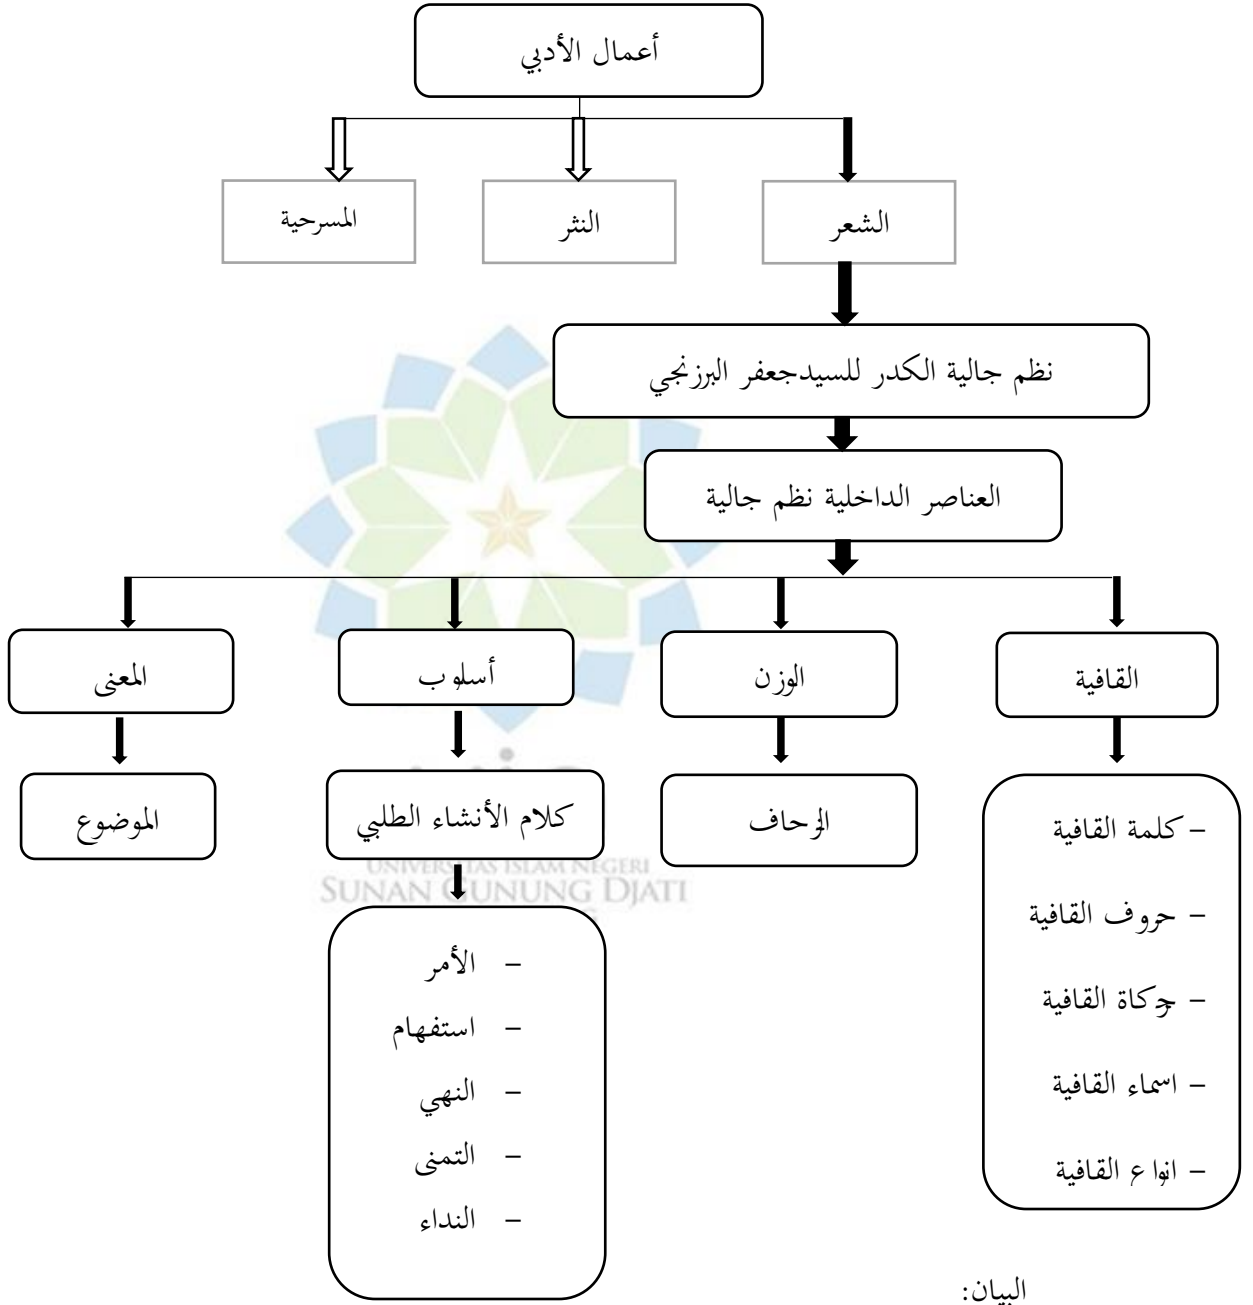 أعمال الأدبي
الشعر
النثر
المسرحية
نظم جالية الكدر للسيدجعفر البرزنجي
العناصر الداخلية نظم جالية
القافية
الوزن
أسلوب
المعنى
– كلمة القافية
– حروف القافية
– حركاة القافية
– اسماء القافية
– انواع القافية
الزحاف
كلام الأنشاء الطلبي
الموضوع
UNIVERSITAS ISLAM NEGERI
SUNAN GUNUNG DJATI
– الأمر
– استفهام
– النهي
– التمنى
– النداء
البيان: